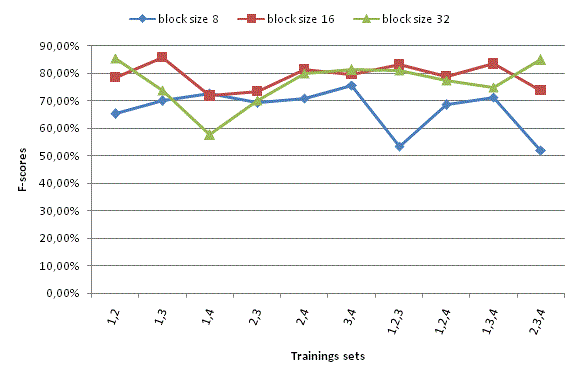 block size 8 block size 16 block size 32
90,00%
80,00%
70,00%
60,00%
50,00%
40,00%
30,00%
20,00%
10,00%
0,00%
F-scores
1,2 1,3 1,4 2,3 2,4 3,4 1,2,3 1,2,4 1,3,4 2,3,4
Trainings sets